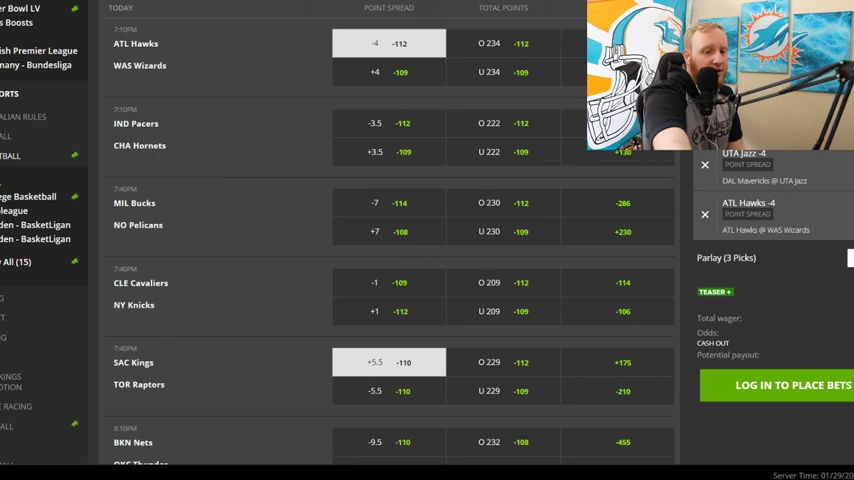 er Bowl LV
s Boosts
ish Premier League
many - Bundesliga
ORTS
ALIAN RULES
ALL
TBALL
ege Basketball
league
den - BasketLigan
den - BasketLigan
y All (15)
G
T
NG
KINGS
OTION
E RACING
ALL
TODAY POINT SPREAD TOTAL POINTS
7:10PM
ATL Hawks -4 -112 O 234 -112
WAS Wizards +4 -109 U 234 -109
7:10PM
IND Pacers -3.5 -112 O 222 -112
CHA Hornets +3.5 -109 U 222 -109 +130
7:40PM
MIL Bucks -7 -114 O 230 -112 -286
NO Pelicans +7 -108 U 230 -109 +230
7:40PM
CLE Cavaliers -1 -109 O 209 -112 -114
NY Knicks +1 -112 U 209 -109 -106
7:40PM
SAC Kings +5.5 -110 O 229 -112 +175
TOR Raptors -5.5 -110 U 229 -109 -210
8:10PM
BKN Nets -9.5 -110 O 232 -108 -455
OKC Thunder
UTA Jazz -4
POINT SPREAD
DAL Mavericks @ UTA Jazz
ATL Hawks -4
POINT SPREAD
ATL Hawks @ WAS Wizards
Parlay (3 Picks)
TEASER +
Total wager:
Odds:
CASH OUT
Potential payout:
LOG IN TO PLACE BETS
Server Time: 01/29/20